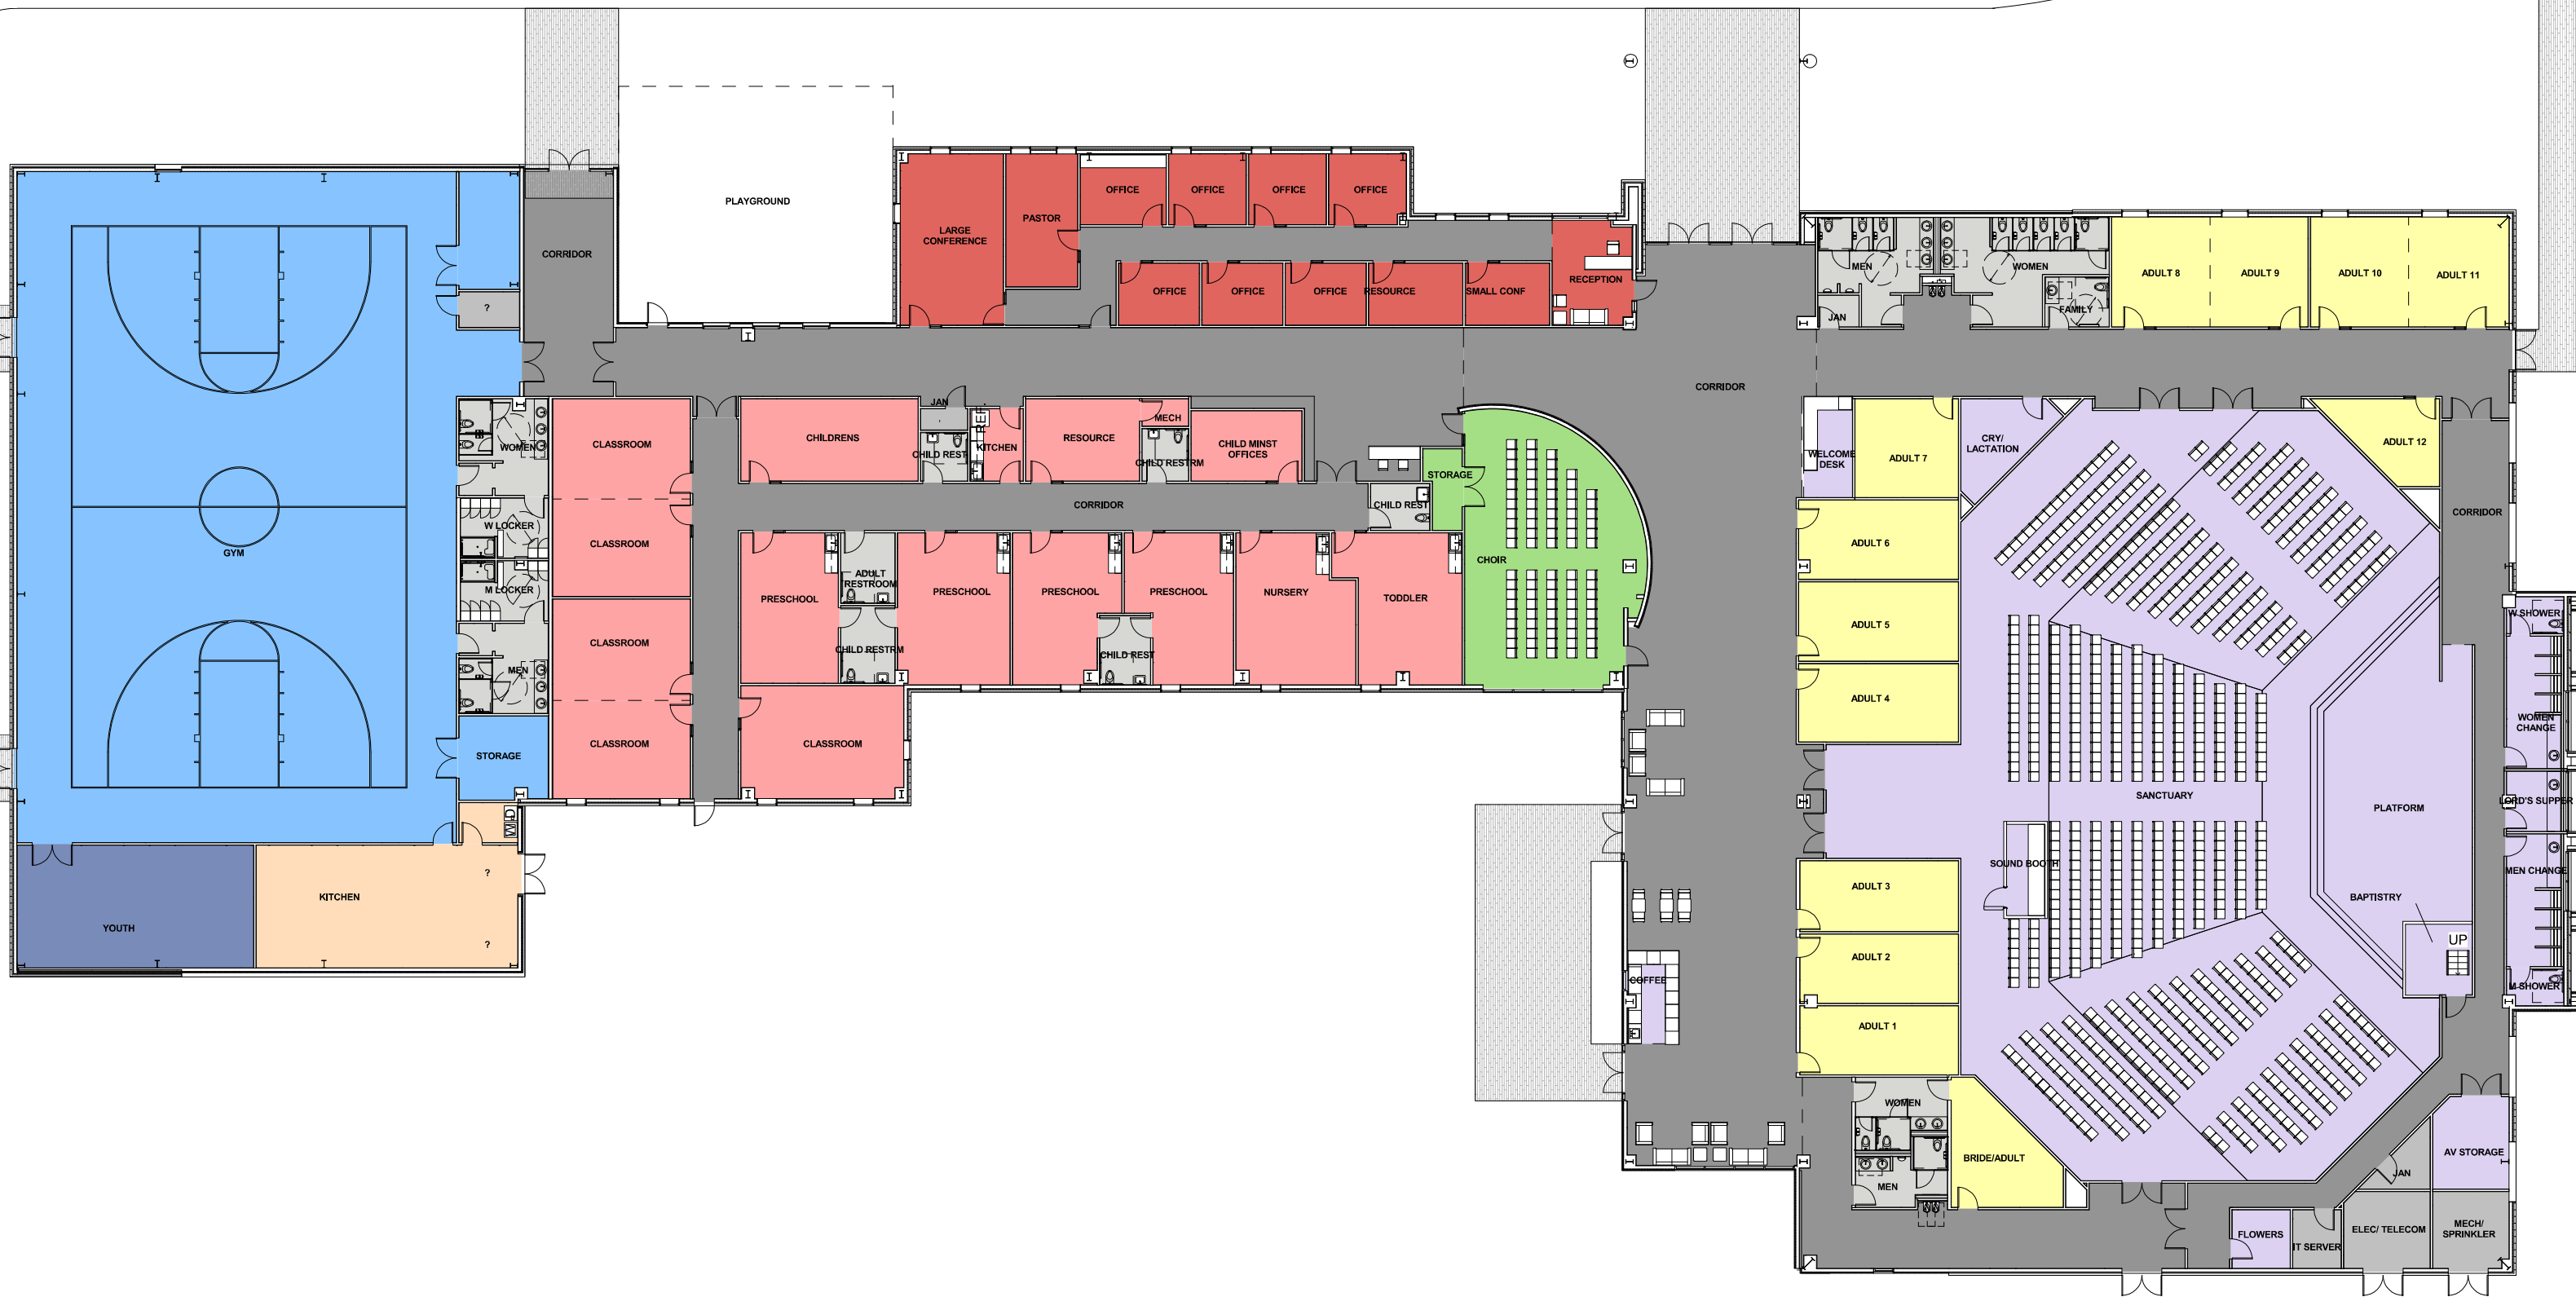 PLAYGROUND
CORRIDOR
LARGE
CONFERENCE
PASTOR
OFFICE
OFFICE
OFFICE
OFFICE
OFFICE
OFFICE
OFFICE
RESOURCE
SMALL CONF
RECEPTION
MEN
WOMEN
JAN
FAMILY
ADULT 8
ADULT 9
ADULT 10
ADULT 11
?
CORRIDOR
WOMEN
W LOCKER
M LOCKER
MEN
GYM
STORAGE
CLASSROOM
CLASSROOM
CLASSROOM
CLASSROOM
CHILDRENS
JAN
CHILD REST
REF.
KITCHEN
RESOURCE
MECH
CHILD RESTRM
CHILD MINST
OFFICES
CORRIDOR
CHILD REST
STORAGE
CHOIR
PRESCHOOL
ADULT
RESTROOM
CHILD RESTRM
PRESCHOOL
PRESCHOOL
CHILD REST
PRESCHOOL
NURSERY
TODDLER
CLASSROOM
WELCOME
DESK
ADULT 7
CRY/
LACTATION
ADULT 12
CORRIDOR
ADULT 6
ADULT 5
ADULT 4
SANCTUARY
PLATFORM
SOUND BOOTH
BAPTISTRY
UP
W SHOWER
WOMEN
CHANGE
LORD'S SUPPER
MEN CHANGE
M SHOWER
ADULT 3
ADULT 2
ADULT 1
COFFEE
YOUTH
KITCHEN
?
?
W
D
WOMEN
MEN
BRIDE/ADULT
JAN
AV STORAGE
FLOWERS
IT SERVER
ELEC/ TELECOM
MECH/
SPRINKLER